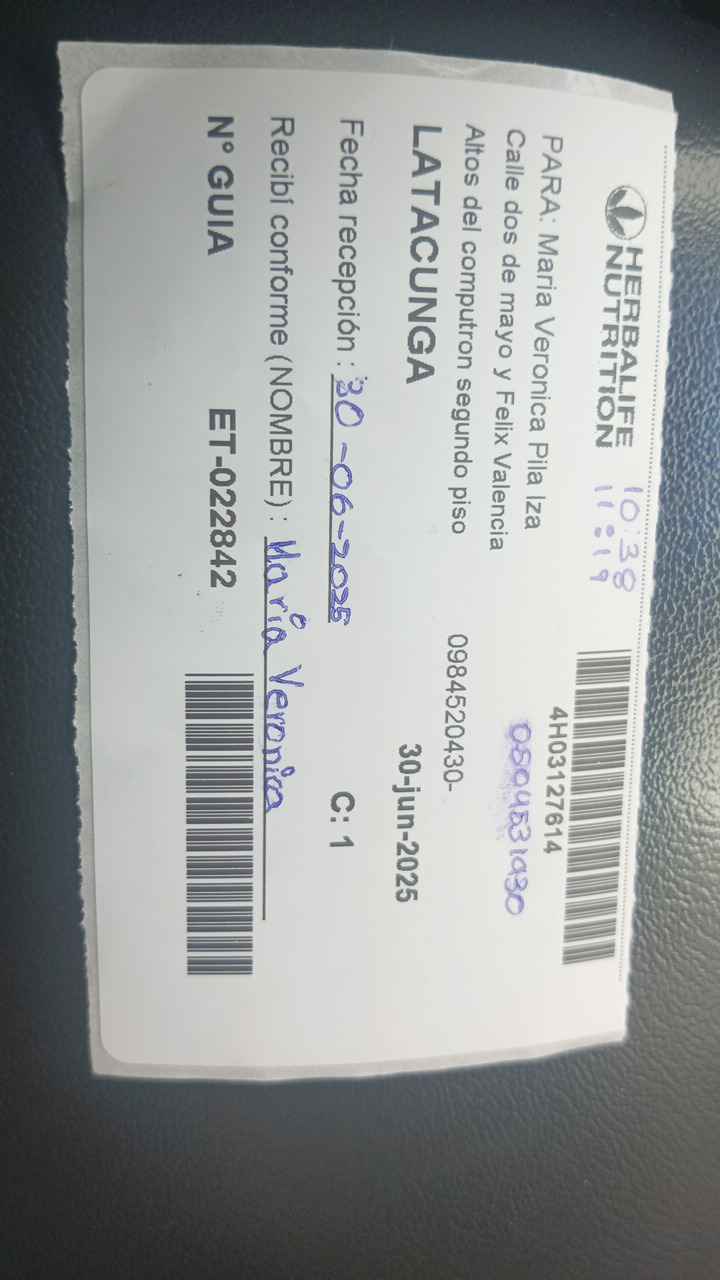 HERBALIFE
NUTRITION
10:38
11:19
4H03127614
PARA: Maria Veronica Pila Iza
Calle dos de mayo y Felix Valencia
Altos del computron segundo piso
0984520430-
LATACUNGA
30-jun-2025
Fecha recepción : 30-06-2025
C: 1
Recibí conforme (NOMBRE) : Maria Veronica
Nº GUIA
ET-022842